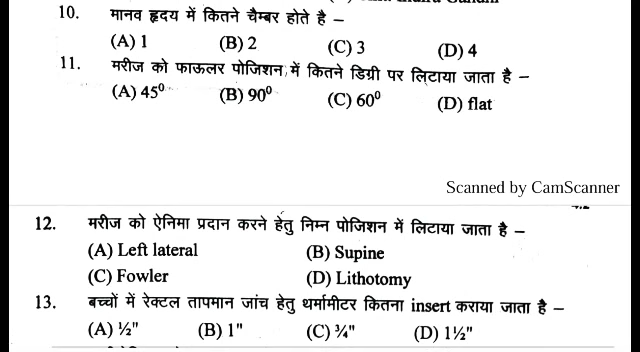 10. मानव हृदय में कितने चैम्बर होते है –
(A) 1 (B) 2 (C) 3 (D) 4
11. मरीज को फाऊलर पोजिशन में कितने डिग्री पर लिटाया जाता है –
(A) 45⁰ (B) 90⁰ (C) 60⁰ (D) flat
Scanned by CamScanner
12. मरीज को ऐनिमा प्रदान करने हेतु निम्न पोजिशन में लिटाया जाता है –
(A) Left lateral (B) Supine
(C) Fowler (D) Lithotomy
13. बच्चों में रेक्टल तापमान जांच हेतु थर्मामीटर कितना insert कराया जाता है –
(A) ½" (B) 1" (C) ¾" (D) 1½"